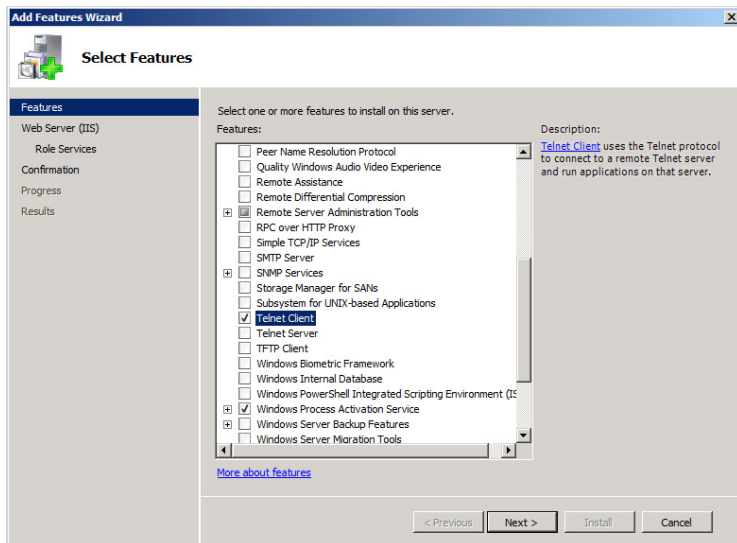 Add Features Wizard
Select Features
Features
Web Server (IIS)
Role Services
Confirmation
Progress
Results
Select one or more features to install on this server.
Features:
Peer Name Resolution Protocol
Quality Windows Audio Video Experience
Remote Assistance
Remote Differential Compression
Remote Server Administration Tools
RPC over HTTP Proxy
Simple TCP/IP Services
SMTP Server
SNMP Services
Storage Manager for SANs
Subsystem for UNIX-based Applications
Telnet Client
Telnet Server
TFTP Client
Windows Biometric Framework
Windows Internal Database
Windows PowerShell Integrated Scripting Environment (IS
Windows Process Activation Service
Windows Server Backup Features
Windows Server Migration Tools
More about features
Description:
Telnet Client uses the Telnet protocol
to connect to a remote Telnet server
and run applications on that server.
< Previous
Next >
Install
Cancel